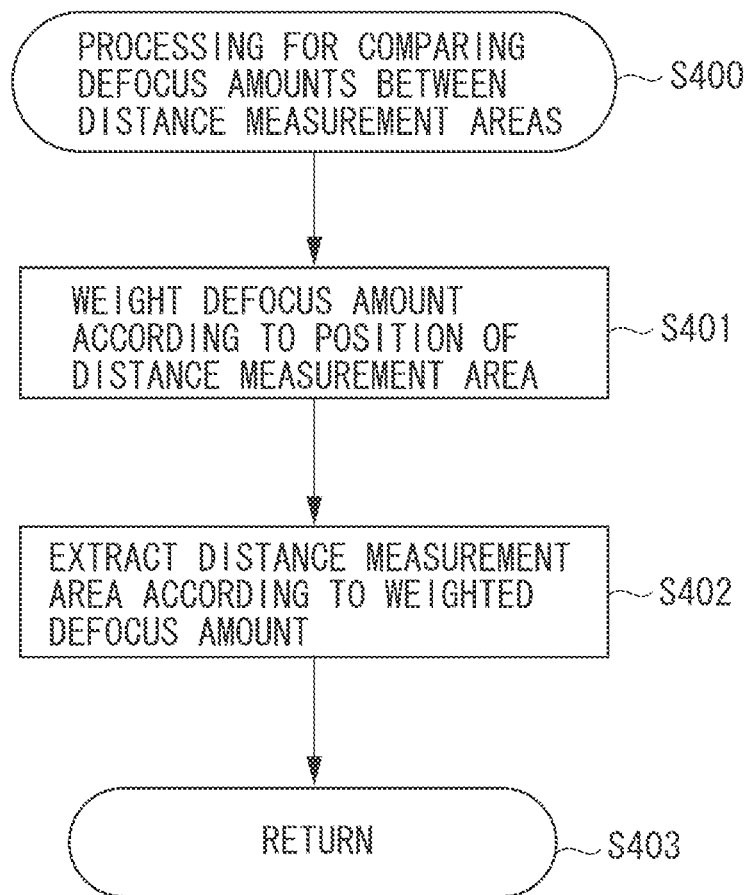 PROCESSING FOR COMPARING
DEFOCUS AMOUNTS BETWEEN
DISTANCE MEASUREMENT AREAS
S400
WEIGHT DEFOCUS AMOUNT
ACCORDING TO POSITION OF
DISTANCE MEASUREMENT AREA
S401
EXTRACT DISTANCE MEASUREMENT
AREA ACCORDING TO WEIGHTED
DEFOCUS AMOUNT
S402
RETURN
S403